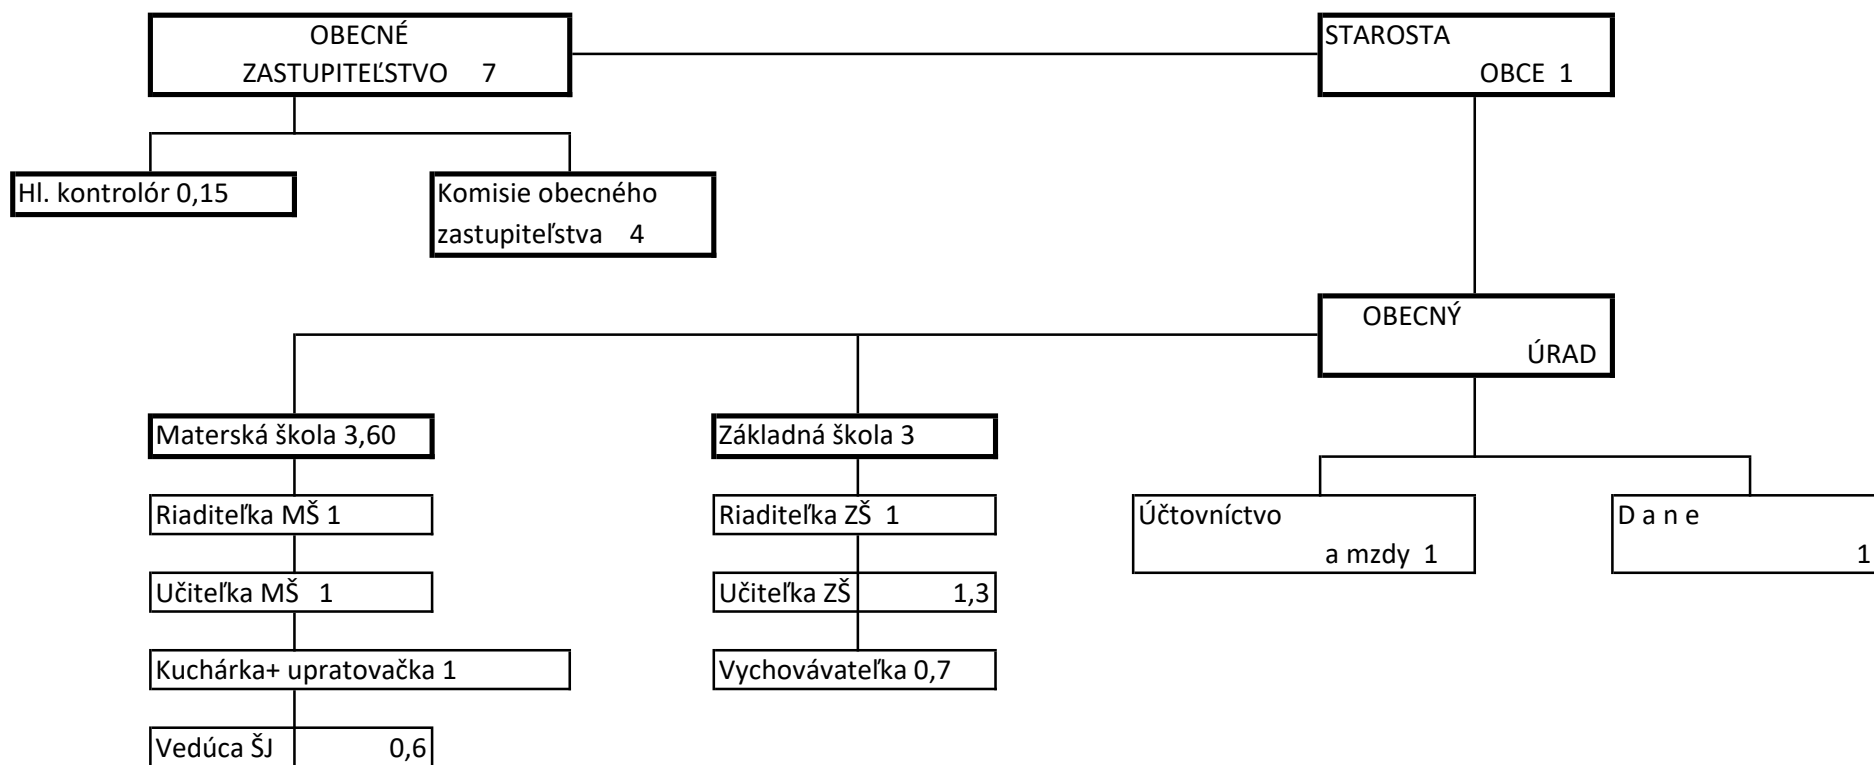 OBECNÉ
ZASTUPITEĽSTVO 7
STAROSTA
OBCE 1
Hl. kontrolór 0,15
Komisie obecného
zastupiteľstva 4
OBECNÝ
ÚRAD
Materská škola 3,60
Základná škola 3
Riaditeľka MŠ 1
Riaditeľka ZŠ 1
Účtovníctvo
a mzdy 1
D a n e
1
Učiteľka MŠ 1
Učiteľka ZŠ 1,3
Kuchárka+ upratovačka 1
Vychovávateľka 0,7
Vedúca ŠJ 0,6